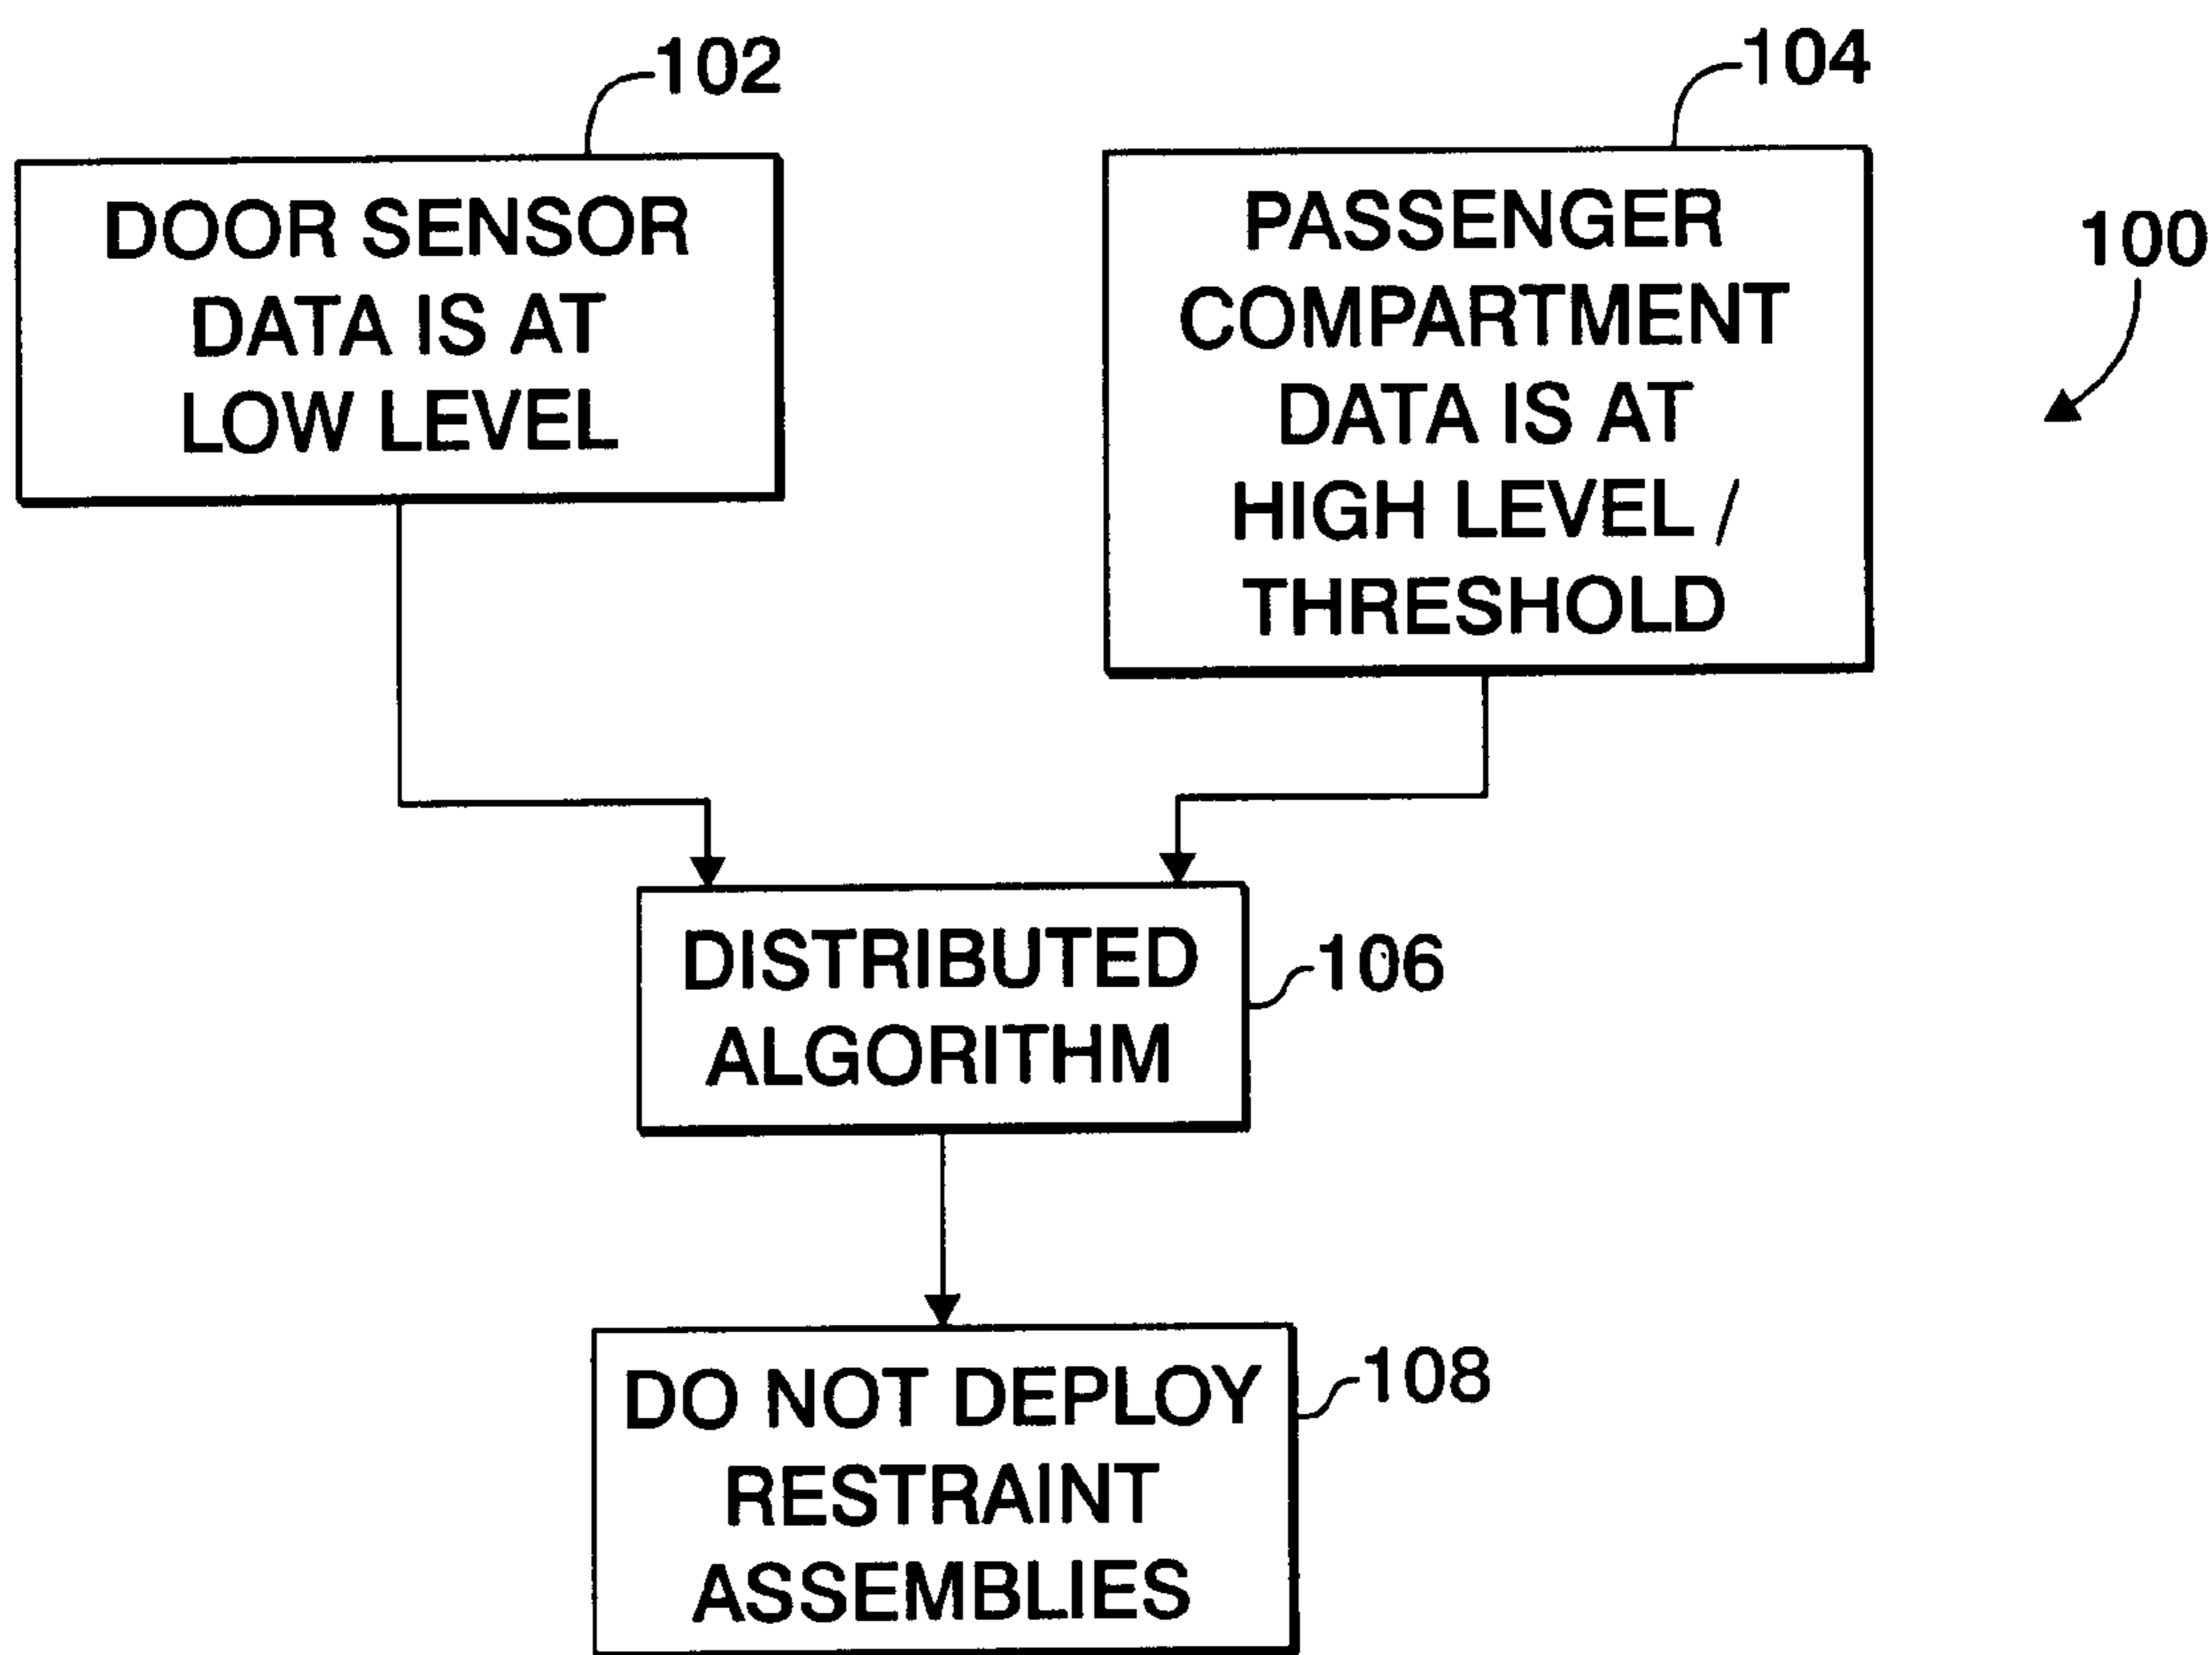 102
DOOR SENSOR
DATA IS AT
LOW LEVEL
104
PASSENGER
COMPARTMENT
DATA IS AT
HIGH LEVEL /
THRESHOLD
100
DISTRIBUTED
ALGORITHM
106
DO NOT DEPLOY
RESTRAINT
ASSEMBLIES
108